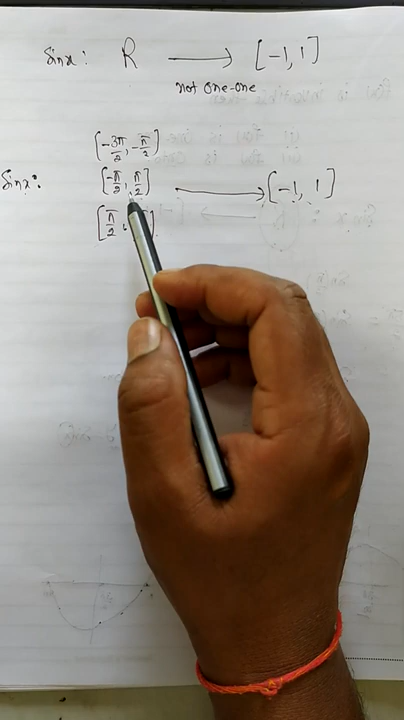 Sinx: R → [-1, 1]
not one-one
[-3π/2, -π/2]
Sinx: [-π/2, π/2] → [-1, 1]
[π/2,